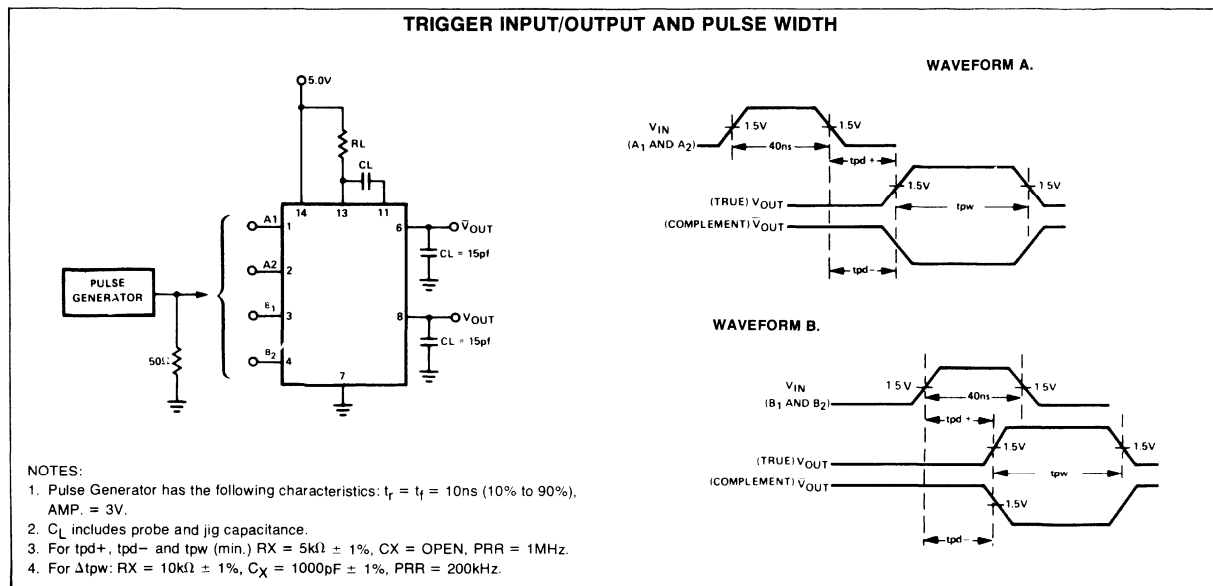 TRIGGER INPUT/OUTPUT AND PULSE WIDTH
5.0V
RL
CL
14
13
11
A1
1
6
V̅OUT
CL = 15pf
A2
2
PULSE
GENERATOR
B1
3
8
VOUT
CL = 15pf
B2
4
50Ω
7
NOTES:
1. Pulse Generator has the following characteristics: tr = tf = 10ns (10% to 90%),
AMP. = 3V.
2. CL includes probe and jig capacitance.
3. For tpd+, tpd− and tpw (min.) RX = 5kΩ ± 1%, CX = OPEN, PRR = 1MHz.
4. For Δtpw: RX = 10kΩ ± 1%, CX = 1000pF ± 1%, PRR = 200kHz.
WAVEFORM A.
VIN
(A1 AND A2)
1.5V
1.5V
40ns
tpd +
1.5V
1.5V
(TRUE) VOUT
tpw
(COMPLEMENT) V̅OUT
tpd−
WAVEFORM B.
VIN
(B1 AND B2)
1 5 V
1.5V
40ns
tpd +
1.5V
1.5V
(TRUE) VOUT
tpw
(COMPLEMENT) V̅OUT
1.5V
tpd−